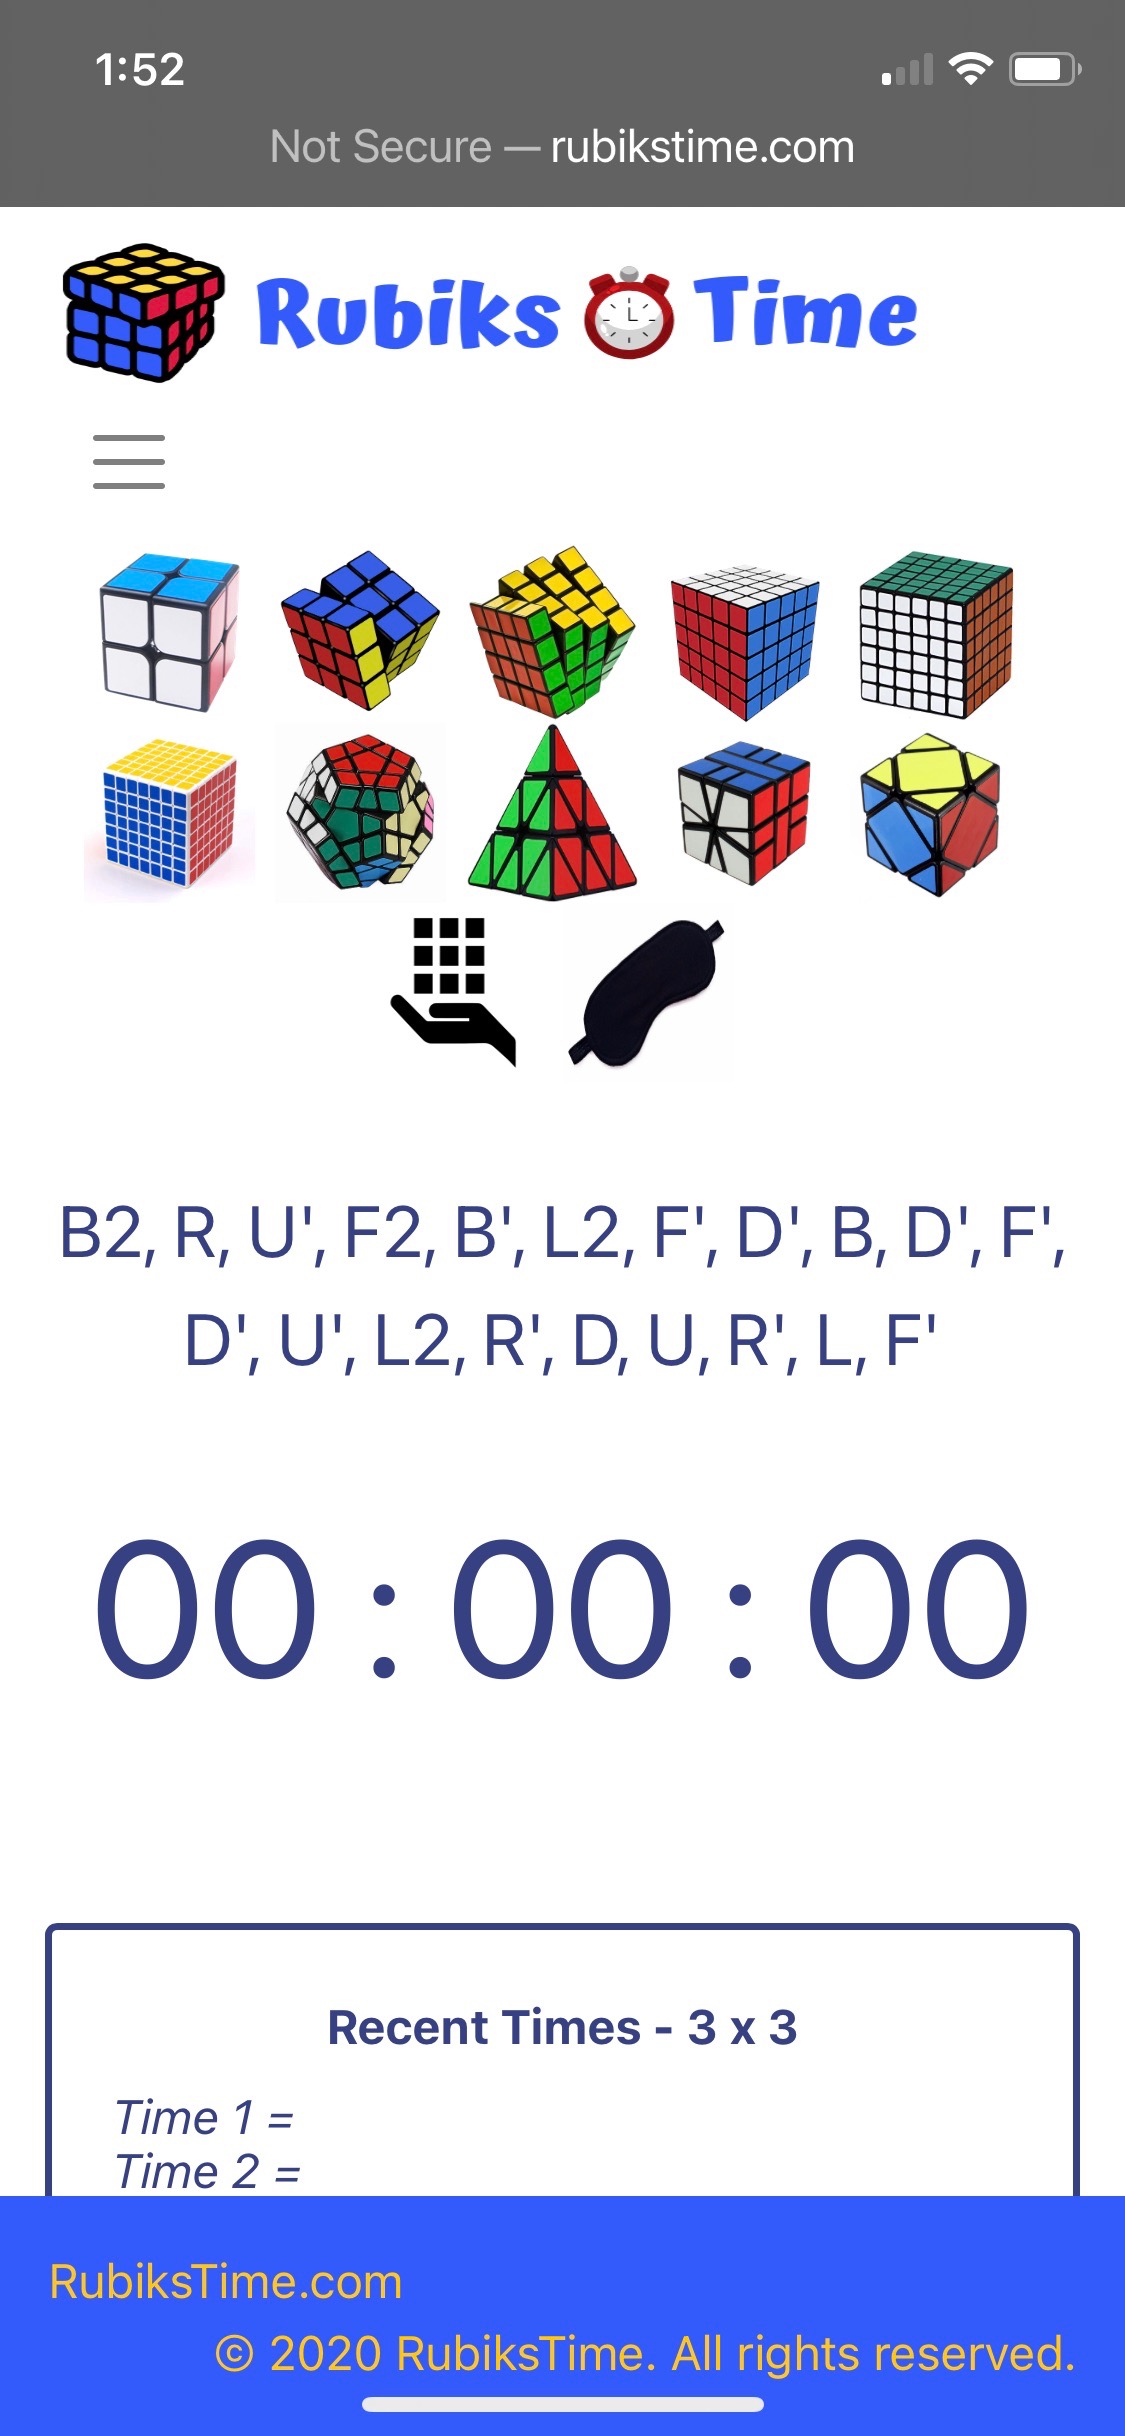 1:52
Not Secure — rubikstime.com
Rubiks Time
B2, R, U', F2, B', L2, F', D', B, D', F',
D', U', L2, R', D, U, R', L, F'
00 : 00 : 00
Recent Times - 3 x 3
Time 1 =
Time 2 =
RubiksTime.com
© 2020 RubiksTime. All rights reserved.